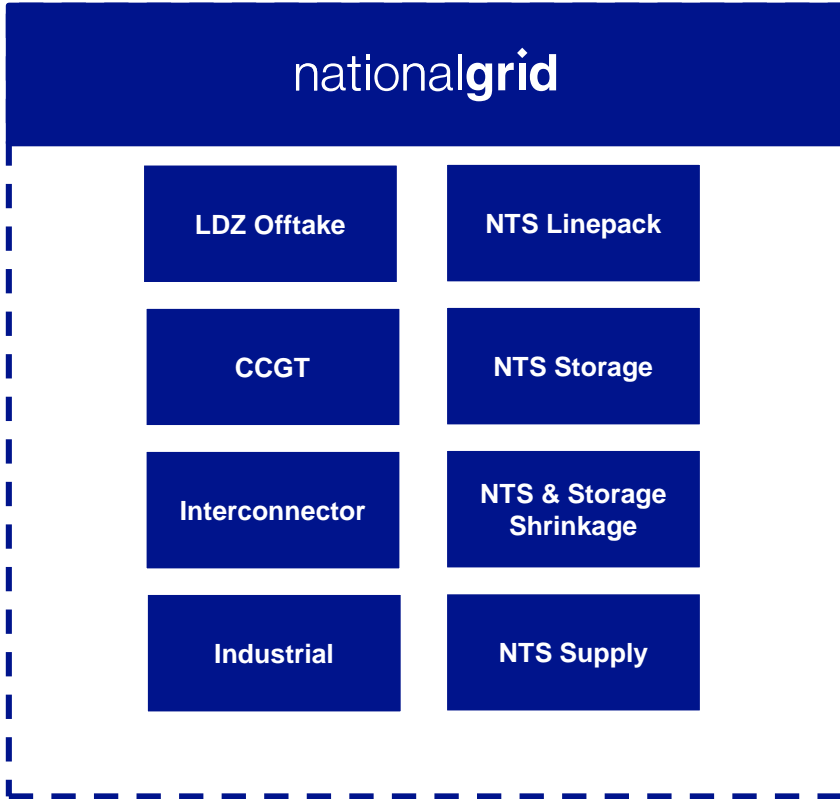 nationalgrid
LDZ Offtake
NTS Linepack
CCGT
NTS Storage
Interconnector
NTS & Storage
Shrinkage
Industrial
NTS Supply